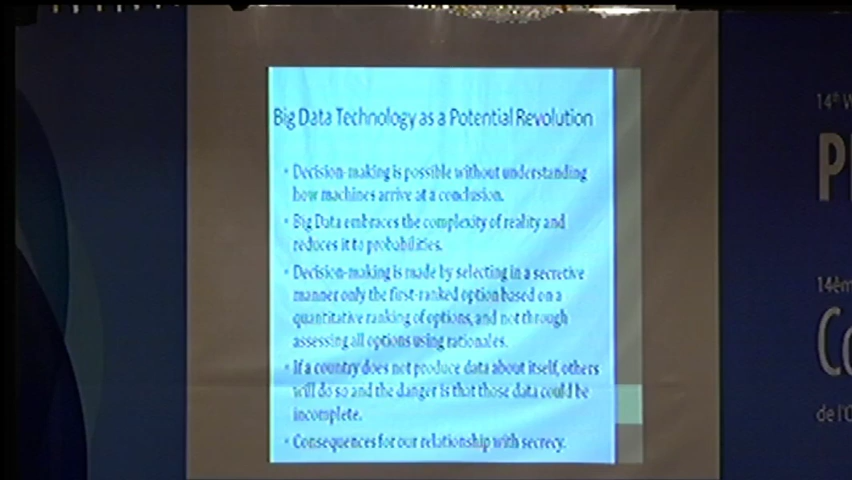 Big Data Technology as a Potential Revolution
• Decision-making is possible without understanding
how machines arrive at a conclusion.
• Big Data embraces the complexity of reality and
reduces it to probabilities.
• Decision-making is made by selecting in a secretive
manner only the first-ranked option based on a
quantitative ranking of options, and not through
assessing all options using rationales.
• If a country does not produce data about itself, others
will do so and the danger is that those data could be
incomplete.
• Consequences for our relationship with secrecy.
14th
14èm
Co
de l'O